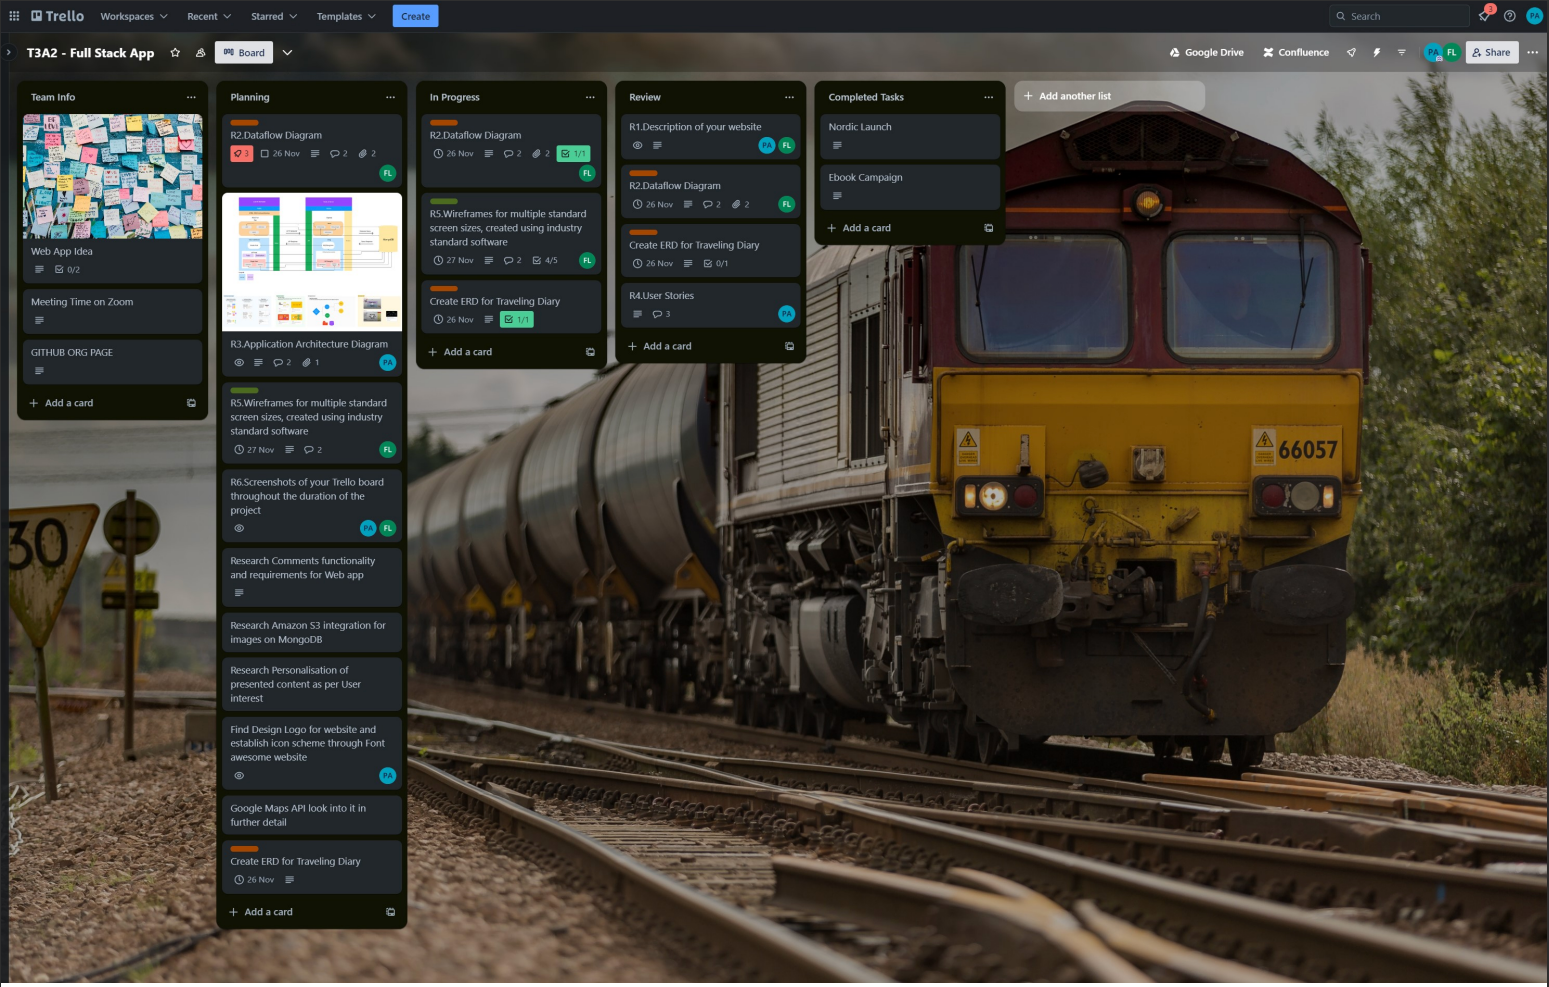 Trello
Workspaces
Recent
Starred
Templates
Create
Search
3
PA
T3A2 - Full Stack App
Board
Google Drive
Confluence
PA
FL
Share
Team Info
Web App Idea
0/2
Meeting Time on Zoom
GITHUB ORG PAGE
Add a card
Planning
R2.Dataflow Diagram
3
26 Nov
2
2
FL
R3.Application Architecture Diagram
2
1
PA
R5.Wireframes for multiple standard
screen sizes, created using industry
standard software
27 Nov
2
FL
R6.Screenshots of your Trello board
throughout the duration of the
project
PA
FL
Research Comments functionality
and requirements for Web app
Research Amazon S3 integration for
images on MongoDB
Research Personalisation of
presented content as per User
interest
Find Design Logo for website and
establish icon scheme through Font
awesome website
PA
Google Maps API look into it in
further detail
Create ERD for Traveling Diary
26 Nov
Add a card
In Progress
R2.Dataflow Diagram
26 Nov
2
2
1/1
FL
R5.Wireframes for multiple standard
screen sizes, created using industry
standard software
27 Nov
2
4/5
FL
Create ERD for Traveling Diary
26 Nov
1/1
Add a card
Review
R1.Description of your website
PA
FL
R2.Dataflow Diagram
26 Nov
2
2
FL
Create ERD for Traveling Diary
26 Nov
0/1
R4.User Stories
3
PA
Add a card
Completed Tasks
Nordic Launch
Ebook Campaign
Add a card
Add another list
66057
30